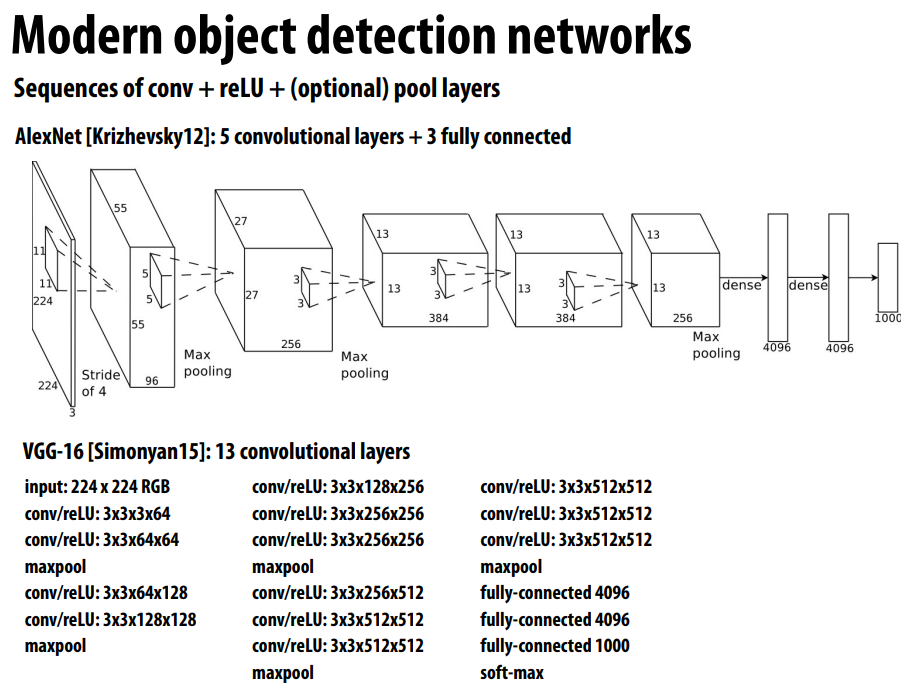 Modern object detection networks
Sequences of conv + reLU + (optional) pool layers
AlexNet [Krizhevsky12]: 5 convolutional layers + 3 fully connected
11
11
224
224
3
Stride
of 4
55
5
5
55
96
Max
pooling
27
3
3
27
256
Max
pooling
13
3
3
13
384
13
3
3
13
384
13
13
256
Max
pooling
dense
4096
dense
4096
1000
VGG-16 [Simonyan15]: 13 convolutional layers
input: 224 x 224 RGB
conv/reLU: 3x3x3x64
conv/reLU: 3x3x64x64
maxpool
conv/reLU: 3x3x64x128
conv/reLU: 3x3x128x128
maxpool
conv/reLU: 3x3x128x256
conv/reLU: 3x3x256x256
conv/reLU: 3x3x256x256
maxpool
conv/reLU: 3x3x256x512
conv/reLU: 3x3x512x512
conv/reLU: 3x3x512x512
maxpool
conv/reLU: 3x3x512x512
conv/reLU: 3x3x512x512
conv/reLU: 3x3x512x512
maxpool
fully-connected 4096
fully-connected 4096
fully-connected 1000
soft-max